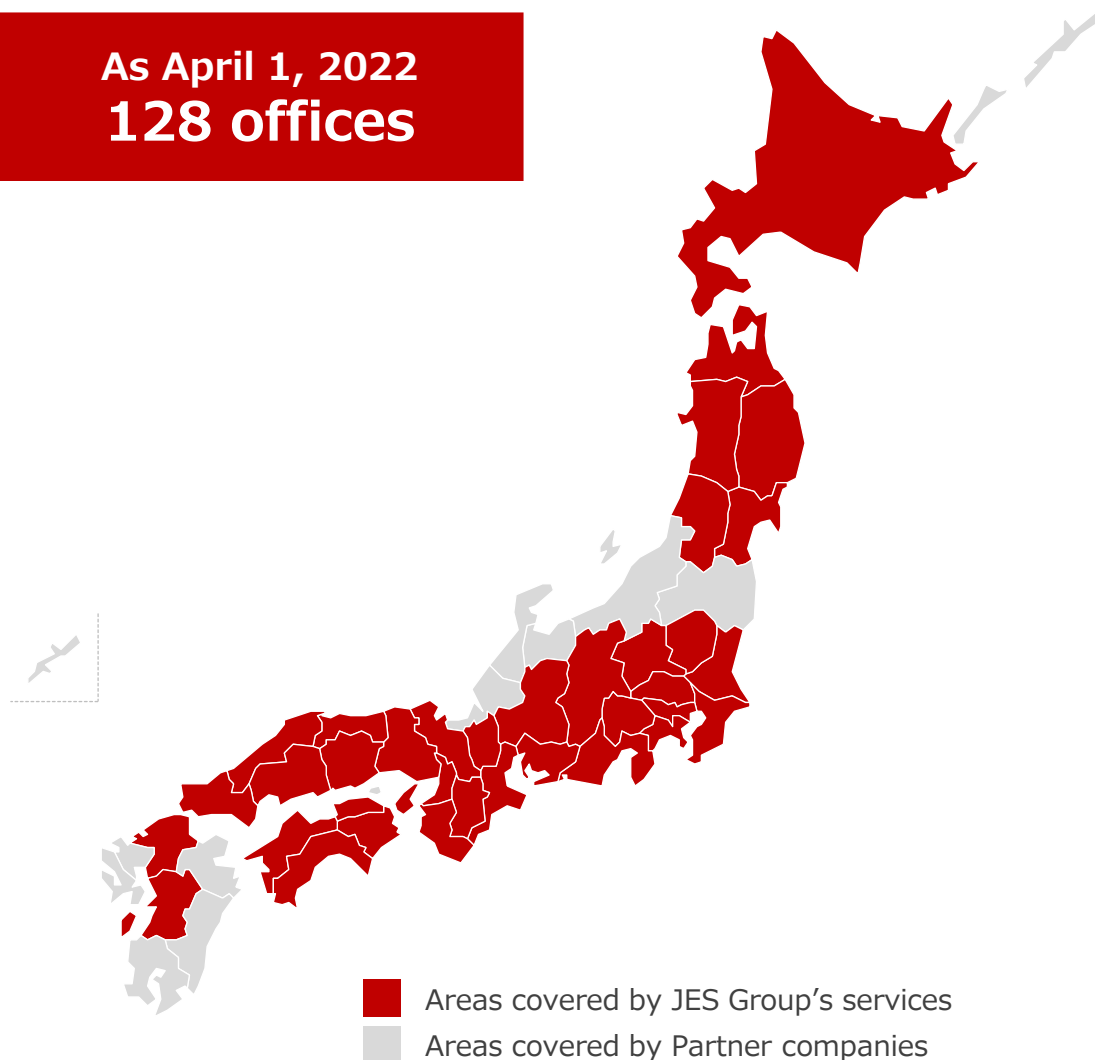 As April 1, 2022
128 offices
Areas covered by JES Group’s services
Areas covered by Partner companies